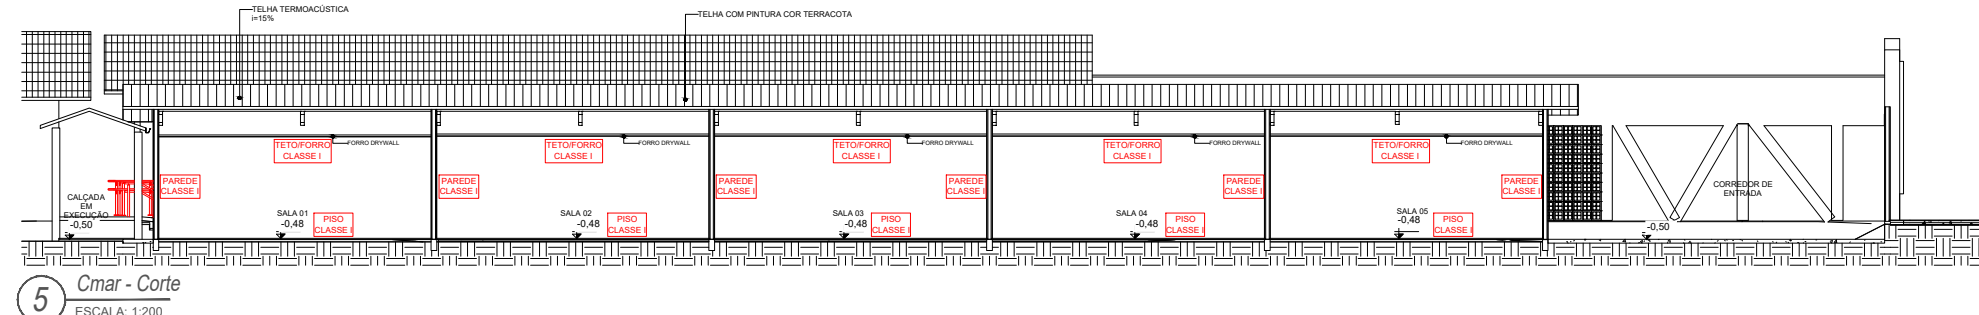 TELHA TERMOACÚSTICA
i=15%
TELHA COM PINTURA COR TERRACOTA
TETO/FORRO
CLASSE I
FORRO DRYWALL
TETO/FORRO
CLASSE I
FORRO DRYWALL
TETO/FORRO
CLASSE I
FORRO DRYWALL
TETO/FORRO
CLASSE I
FORRO DRYWALL
TETO/FORRO
CLASSE I
FORRO DRYWALL
PAREDE
CLASSE I
PAREDE
CLASSE I
PAREDE
CLASSE I
PAREDE
CLASSE I
PAREDE
CLASSE I
PAREDE
CLASSE I
CALÇADA
EM
EXECUÇÃO
-0,50
SALA 01
-0,48
PISO
CLASSE I
SALA 02
-0,48
PISO
CLASSE I
SALA 03
-0,48
PISO
CLASSE I
SALA 04
-0,48
PISO
CLASSE I
SALA 05
-0,48
PISO
CLASSE I
CORREDOR DE
ENTRADA
-0,50
5
Cmar - Corte
ESCALA: 1:200